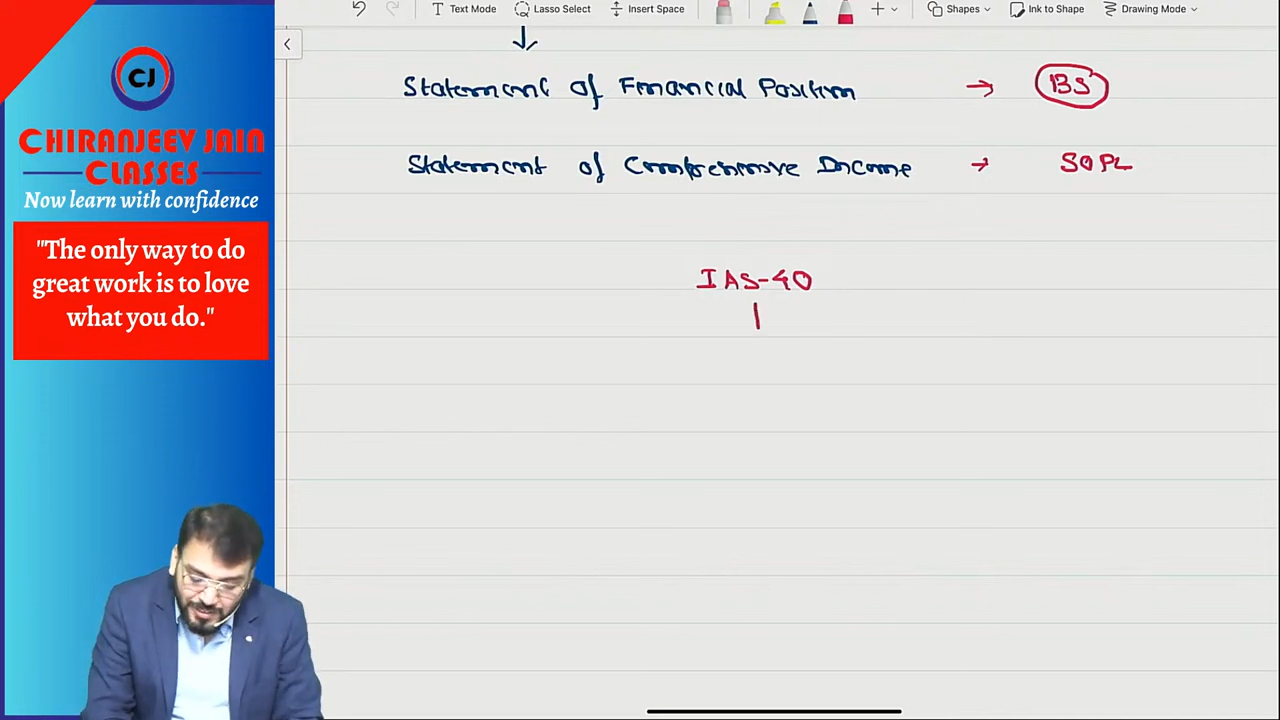 Text Mode Lasso Select Insert Space Shapes Ink to Shape Drawing Mode
CJ
CHIRANJEEV JAIN
CLASSES
Now learn with confidence
"The only way to do
great work is to love
what you do."
Statement of Financial Position → BS
Statement of Comprensive Income → SOPL
IAS-40